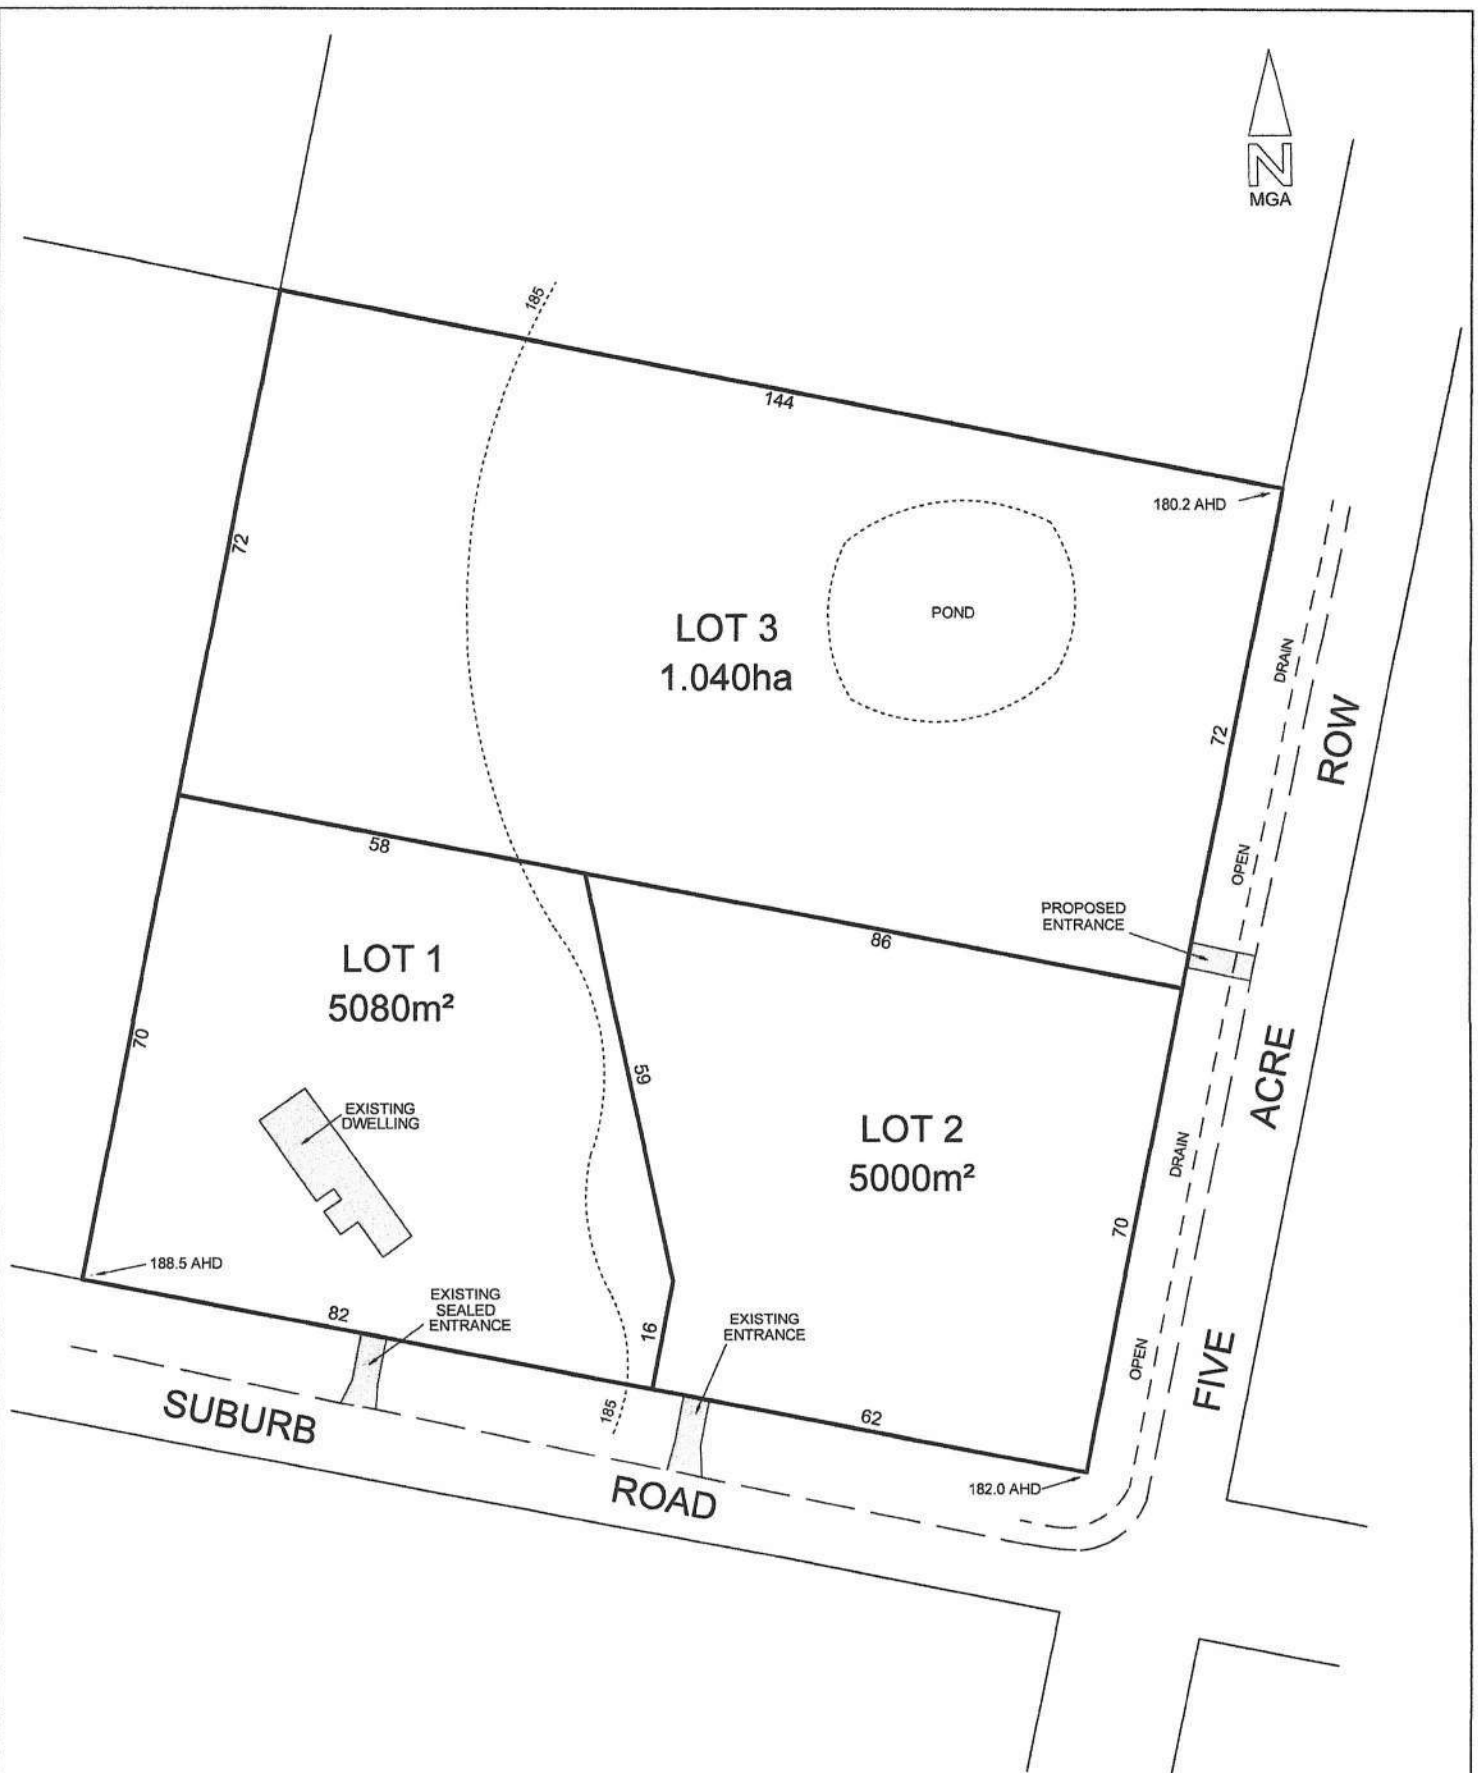 N
MGA
185
144
180.2 AHD
72
POND
LOT 3
1.040ha
DRAIN
72
ROW
58
OPEN
PROPOSED
ENTRANCE
86
LOT 1
5080m²
70
59
ACRE
EXISTING
DWELLING
LOT 2
5000m²
DRAIN
70
188.5 AHD
82
EXISTING
SEALED
ENTRANCE
16
EXISTING
ENTRANCE
OPEN
FIVE
SUBURB
185
62
ROAD
182.0 AHD